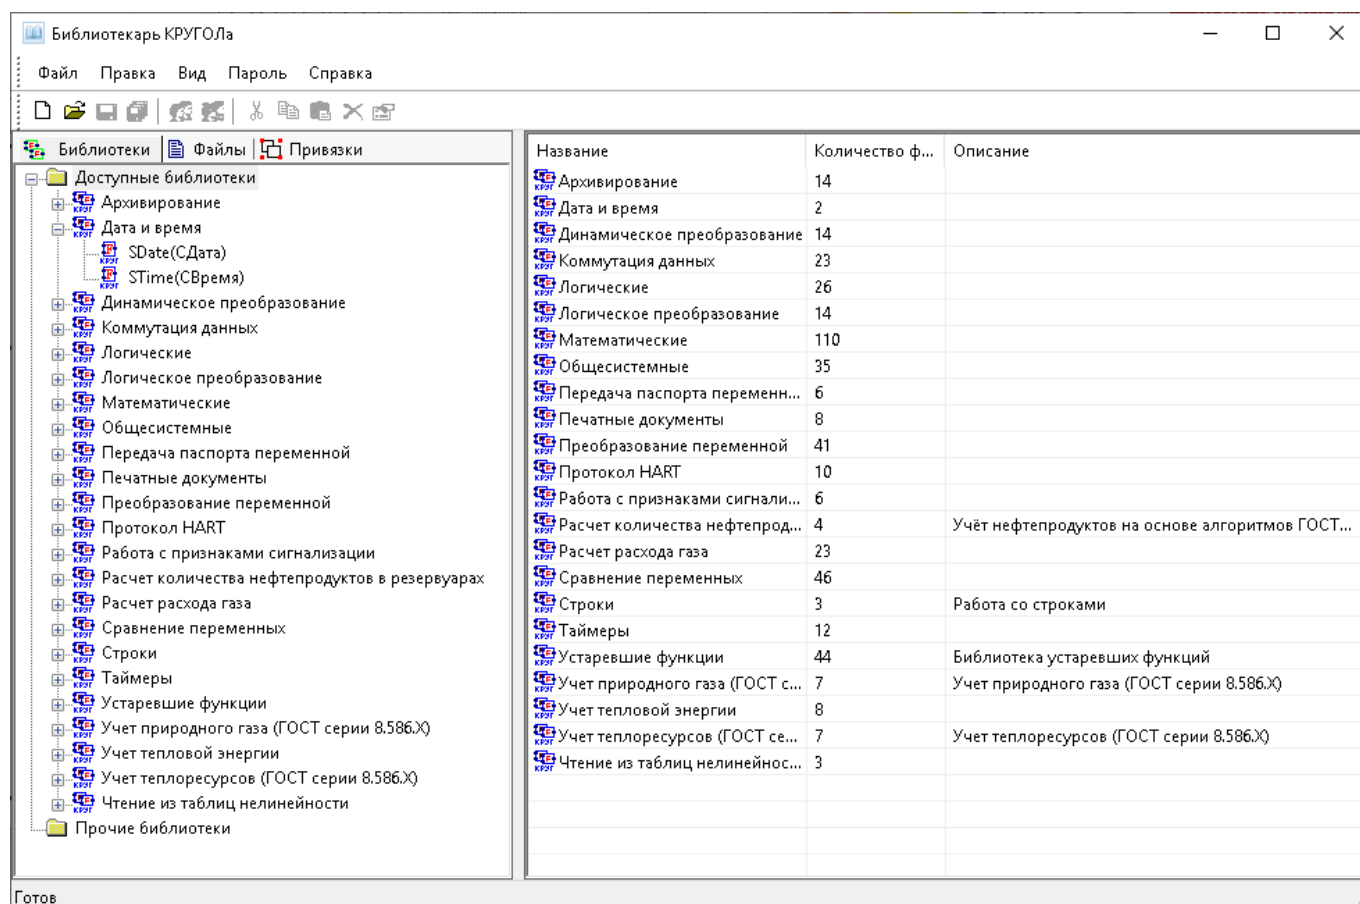 Библиотекарь КРУГОЛа
Файл Правка Вид Пароль Справка
Библиотеки Файлы Привязки
Доступные библиотеки
Архивирование
Дата и время
SDate(СДата)
STime(СВремя)
Динамическое преобразование
Коммутация данных
Логические
Логическое преобразование
Математические
Общесистемные
Передача паспорта переменной
Печатные документы
Преобразование переменной
Протокол HART
Работа с признаками сигнализации
Расчет количества нефтепродуктов в резервуарах
Расчет расхода газа
Сравнение переменных
Строки
Таймеры
Устаревшие функции
Учет природного газа (ГОСТ серии 8.586.X)
Учет тепловой энергии
Учет теплоресурсов (ГОСТ серии 8.586.X)
Чтение из таблиц нелинейности
Прочие библиотеки
Название Количество ф... Описание
Архивирование 14
Дата и время 2
Динамическое преобразование 14
Коммутация данных 23
Логические 26
Логическое преобразование 14
Математические 110
Общесистемные 35
Передача паспорта переменн... 6
Печатные документы 8
Преобразование переменной 41
Протокол HART 10
Работа с признаками сигнали... 6
Расчет количества нефтепрод... 4 Учёт нефтепродуктов на основе алгоритмов ГОСТ...
Расчет расхода газа 23
Сравнение переменных 46
Строки 3 Работа со строками
Таймеры 12
Устаревшие функции 44 Библиотека устаревших функций
Учет природного газа (ГОСТ с... 7 Учет природного газа (ГОСТ серии 8.586.X)
Учет тепловой энергии 8
Учет теплоресурсов (ГОСТ се... 7 Учет теплоресурсов (ГОСТ серии 8.586.X)
Чтение из таблиц нелинейнос... 3
Готов